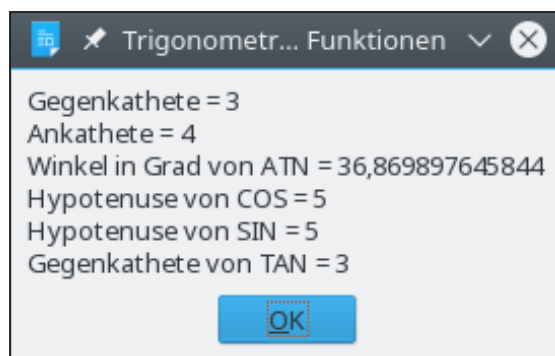 Trigonometr... Funktionen
Gegenkathete = 3
Ankathete = 4
Winkel in Grad von ATN = 36,869897645844
Hypotenuse von COS = 5
Hypotenuse von SIN = 5
Gegenkathete von TAN = 3
OK